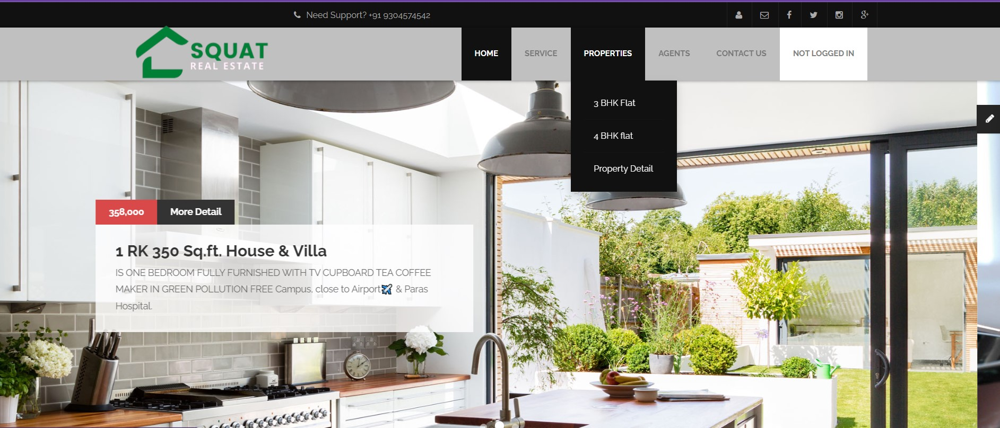 Need Support? +91 9304574542
SQUAT
REAL ESTATE
HOME
SERVICE
PROPERTIES
AGENTS
CONTACT US
NOT LOGGED IN
3 BHK Flat
4 BHK flat
Property Detail
358,000
More Detail
1 RK 350 Sq.ft. House & Villa
IS ONE BEDROOM FULLY FURNISHED WITH TV CUPBOARD TEA COFFEE
MAKER IN GREEN POLLUTION FREE Campus, close to Airport✈️ & Paras
Hospital.